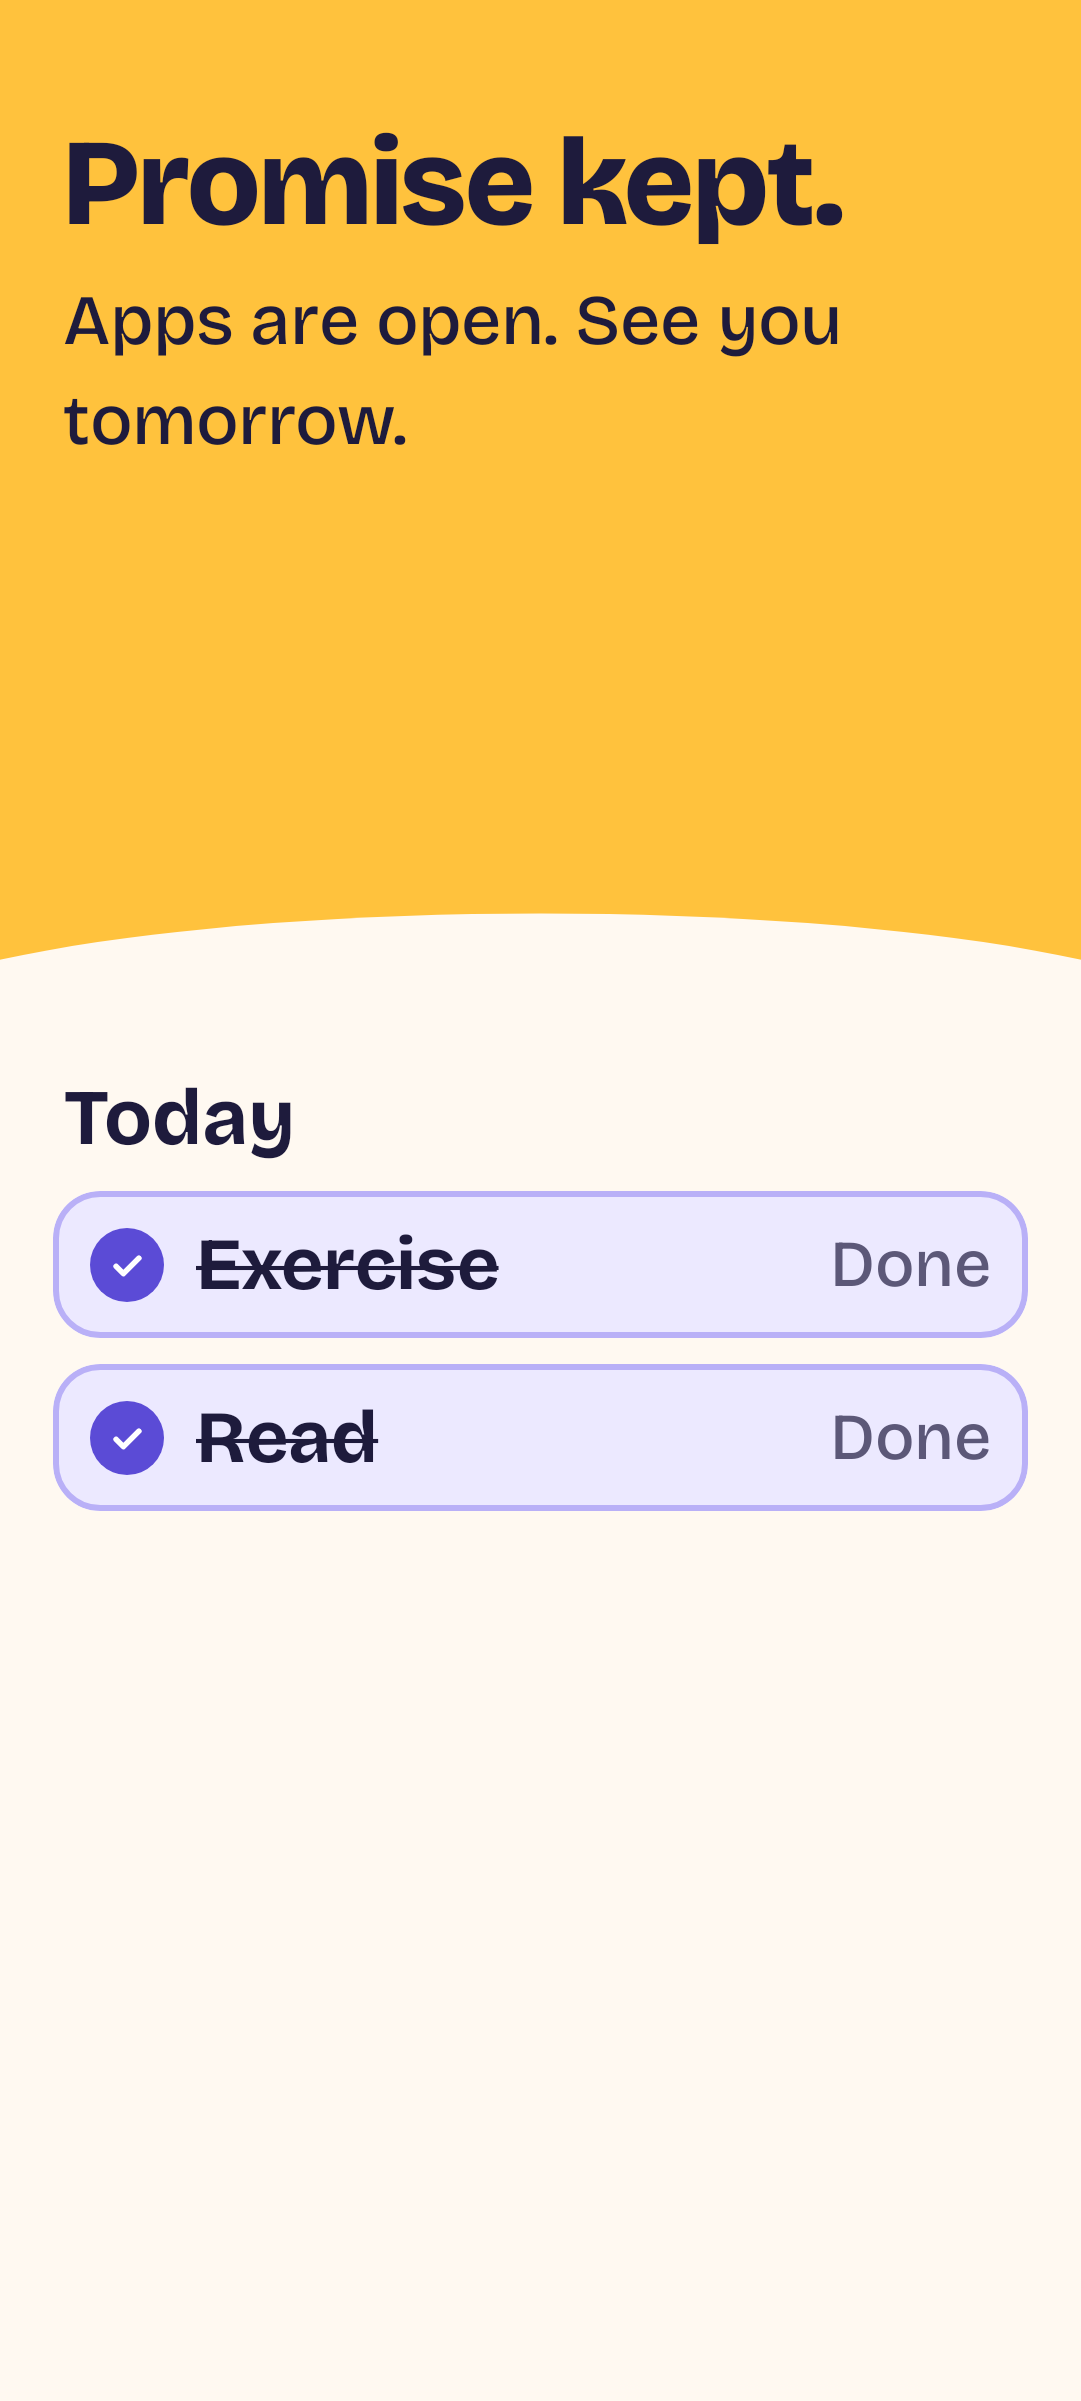 Promise kept.
Apps are open. See you
tomorrow.
Today
Exercise Done
Read Done